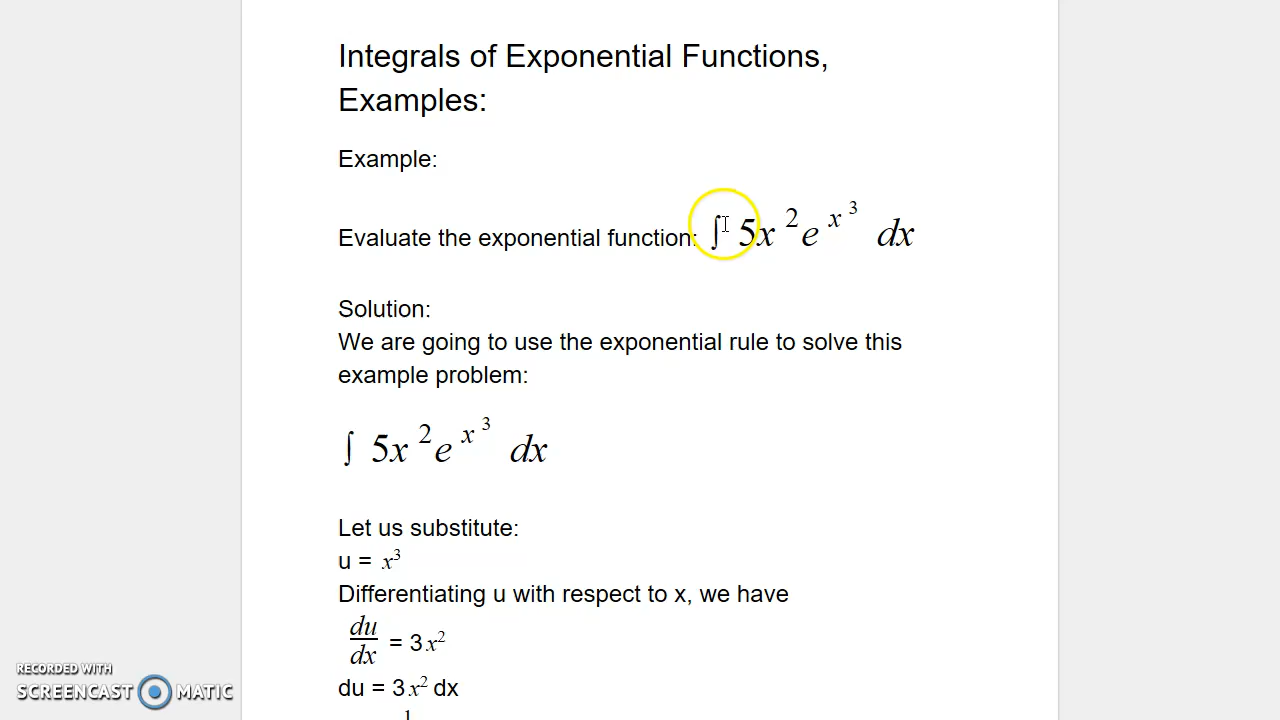 Integrals of Exponential Functions,
Examples:
Example:
Evaluate the exponential function: ∫ 5x²e^{x³} dx
Solution:
We are going to use the exponential rule to solve this
example problem:
∫ 5x²e^{x³} dx
Let us substitute:
u = x³
Differentiating u with respect to x, we have
du/dx = 3x²
du = 3x² dx
1
RECORDED WITH
SCREENCAST MATIC